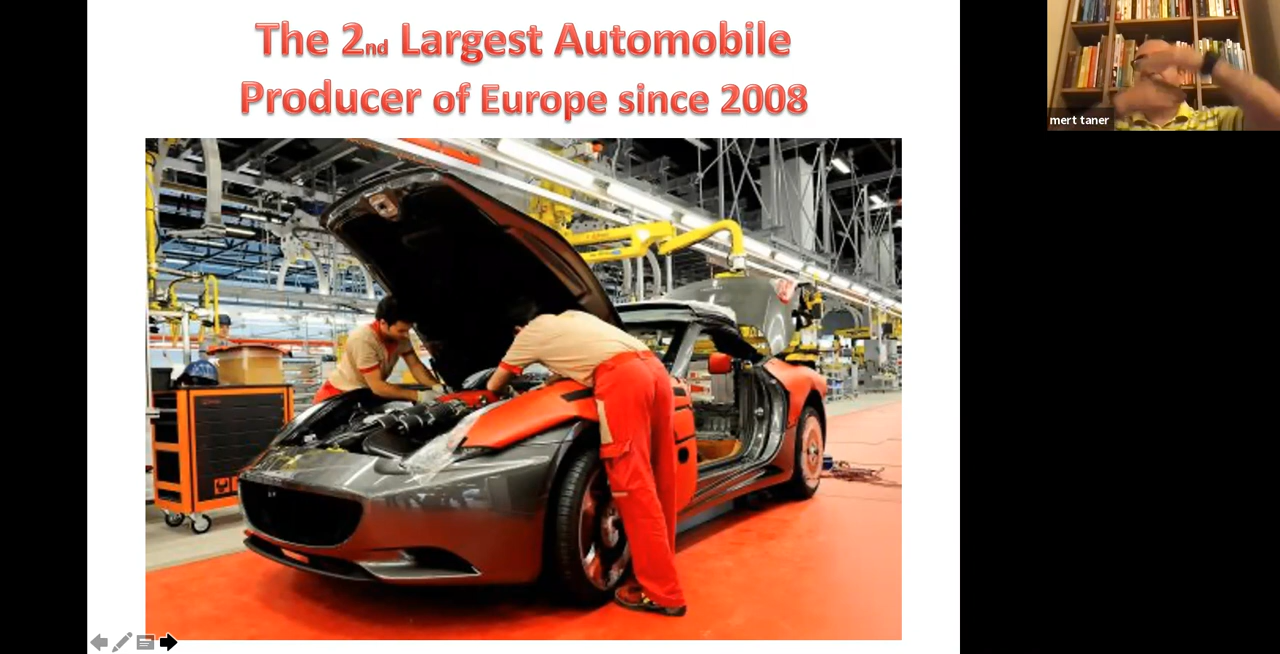 The 2nd Largest Automobile
Producer of Europe since 2008
mert taner